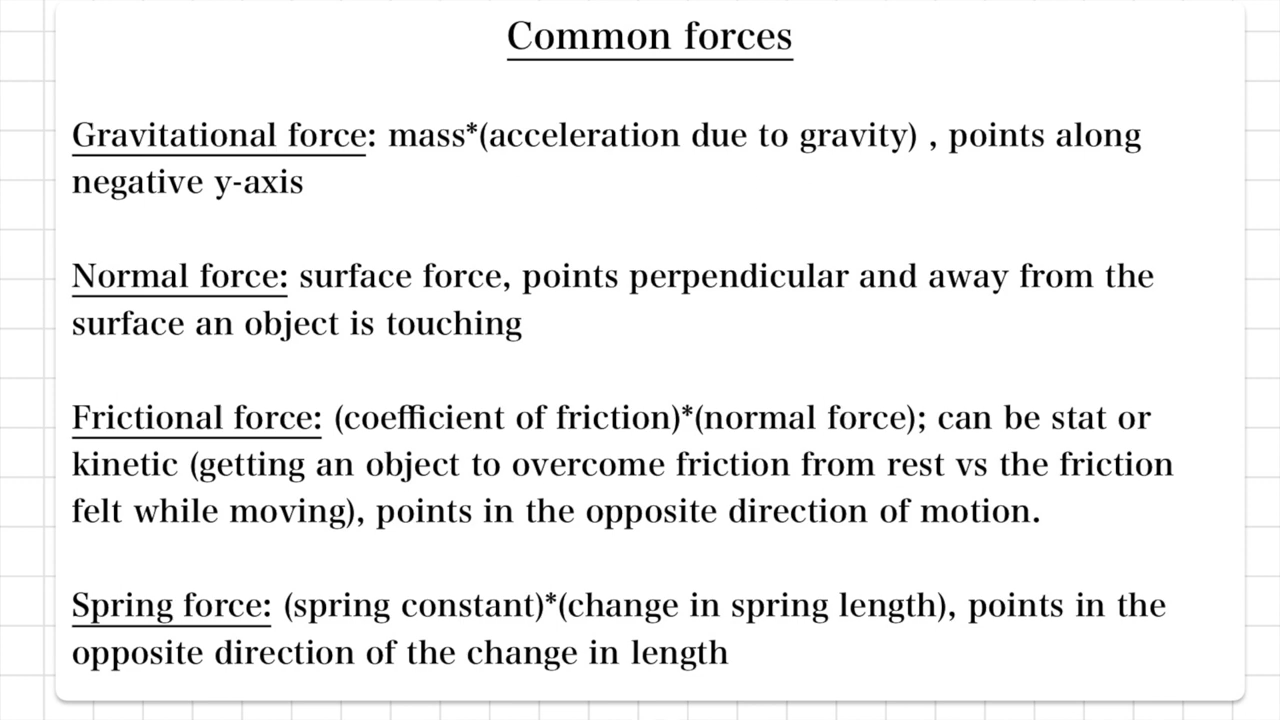 Common forces
Gravitational force: mass*(acceleration due to gravity) , points along
negative y-axis
Normal force: surface force, points perpendicular and away from the
surface an object is touching
Frictional force: (coefficient of friction)*(normal force); can be stat or
kinetic (getting an object to overcome friction from rest vs the friction
felt while moving), points in the opposite direction of motion.
Spring force: (spring constant)*(change in spring length), points in the
opposite direction of the change in length